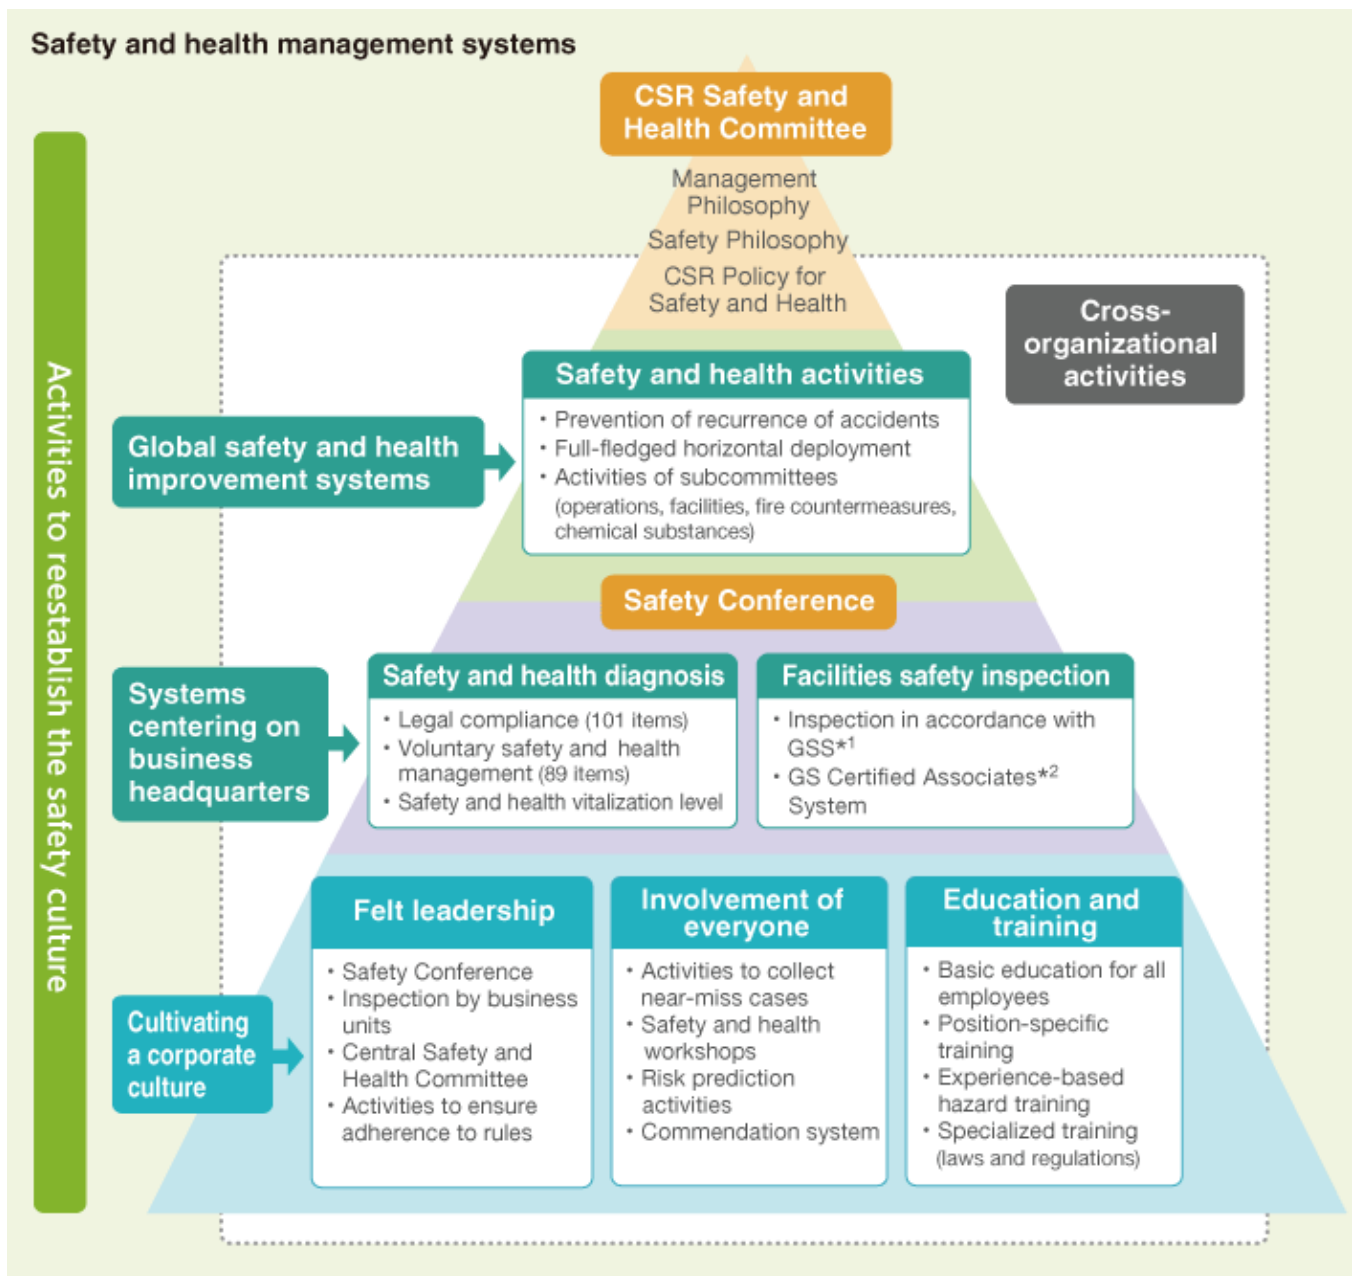 Safety and health management systems
CSR Safety and
Health Committee
Management
Philosophy
Safety Philosophy
CSR Policy for
Safety and Health
Cross-
organizational
activities
Activities to reestablish the safety culture
Global safety and health
improvement systems
Safety and health activities
・Prevention of recurrence of accidents
・Full-fledged horizontal deployment
・Activities of subcommittees
(operations, facilities, fire countermeasures,
chemical substances)
Safety Conference
Systems
centering on
business
headquarters
Safety and health diagnosis
・Legal compliance (101 items)
・Voluntary safety and health
management (89 items)
・Safety and health vitalization level
Facilities safety inspection
・Inspection in accordance with
GSS*1
・GS Certified Associates*2
System
Cultivating
a corporate
culture
Felt leadership
・Safety Conference
・Inspection by business
units
・Central Safety and
Health Committee
・Activities to ensure
adherence to rules
Involvement of
everyone
・Activities to collect
near-miss cases
・Safety and health
workshops
・Risk prediction
activities
・Commendation system
Education and
training
・Basic education for all
employees
・Position-specific
training
・Experience-based
hazard training
・Specialized training
(laws and regulations)